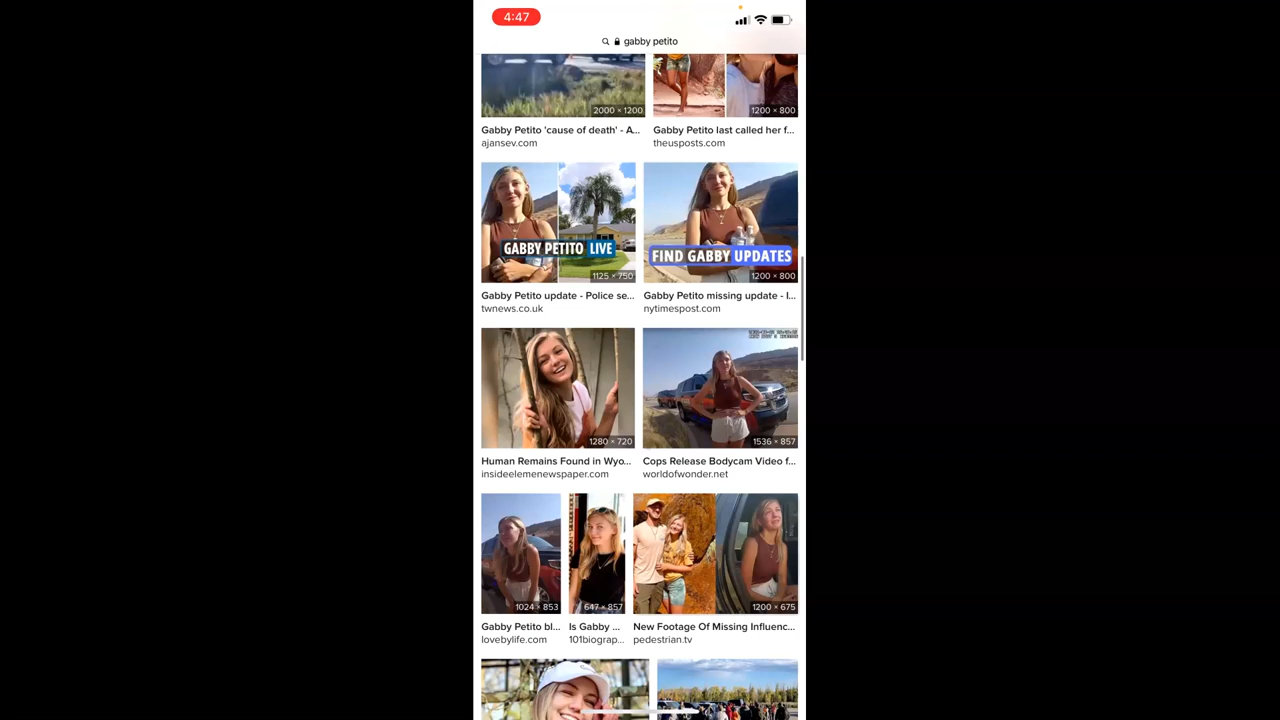 4:47
gabby petito
2000 × 1200
1200 × 800
Gabby Petito 'cause of death' - A...
Gabby Petito last called her f...
ajansev.com
theusposts.com
GABBY PETITO LIVE
FIND GABBY UPDATES
1125 × 750
1200 × 800
Gabby Petito update - Police se...
Gabby Petito missing update - I...
twnews.co.uk
nytimespost.com
1280 × 720
1536 × 857
Human Remains Found in Wyo...
Cops Release Bodycam Video f...
insideelemenewspaper.com
worldofwonder.net
1024 × 853
647 × 857
1200 × 675
Gabby Petito bl...
Is Gabby ...
New Footage Of Missing Influenc...
lovebylife.com
101biograp...
pedestrian.tv